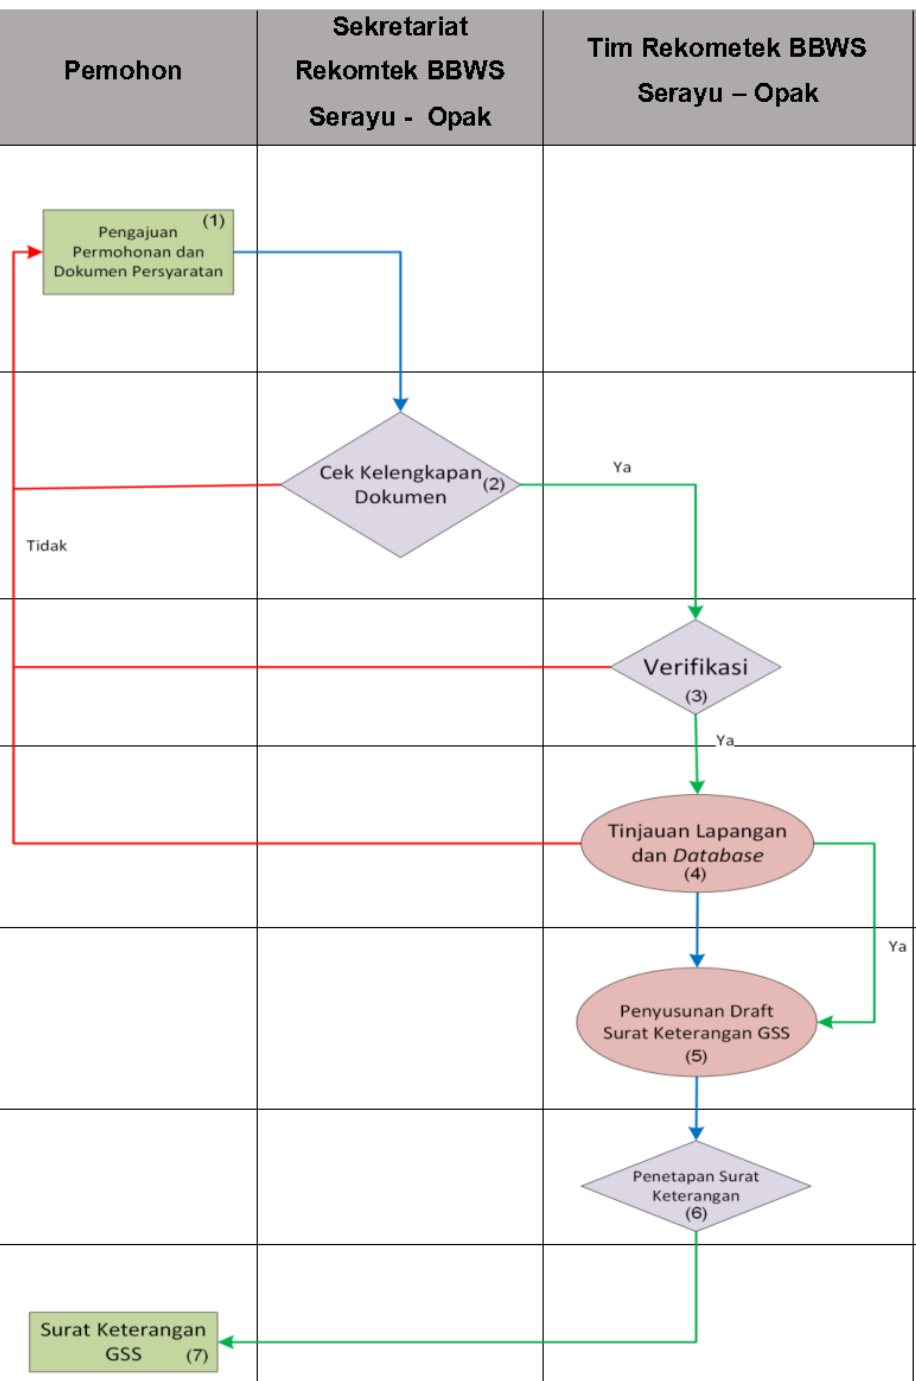 Pemohon
Sekretariat
Rekomtek BBWS
Serayu - Opak
Tim Rekometek BBWS
Serayu – Opak
(1)
Pengajuan
Permohonan dan
Dokumen Persyaratan
Cek Kelengkapan
Dokumen
(2)
Ya
Tidak
Verifikasi
(3)
Ya
Tinjauan Lapangan
dan Database
(4)
Ya
Penyusunan Draft
Surat Keterangan GSS
(5)
Penetapan Surat
Keterangan
(6)
Surat Keterangan
GSS (7)